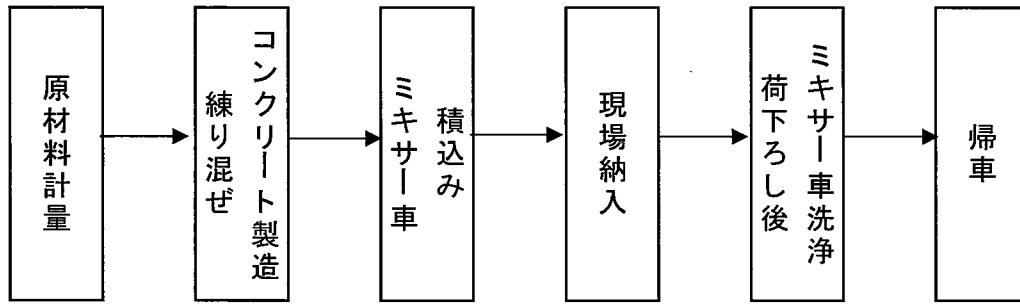 原材料計量
コンクリート製造
練り混ぜ
積込み
ミキサー車
現場納入
ミキサー車洗浄
荷下ろし後
帰車